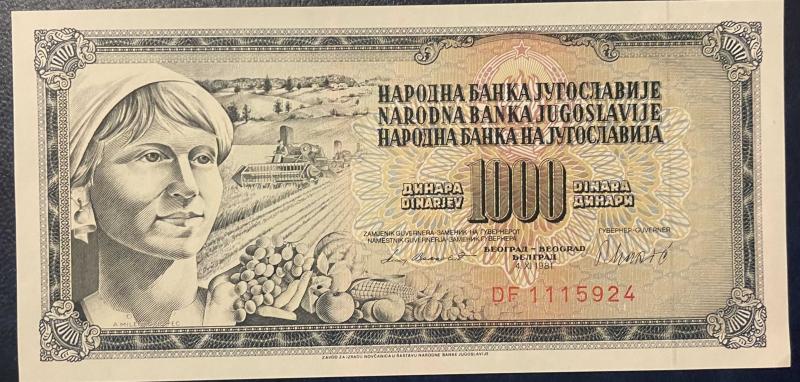 НАРОДНА БАНКА ЈУГОСЛАВИЈЕ
NARODNA BANKA JUGOSLAVIJE
НАРОДНА БАНКА НА ЈУГОСЛАВИЈА
ДИНАРА 1000 DINARA
DINARJEV ДИНАРИ
ZAMJENIK GUVERNERA-ЗАМЕНИК НА ГУВЕРНЕРОТ
NAMESTNIK GUVERNERJA-ЗАМЕНИК ГУВЕРНЕРА
ГУВЕРНЕР-GUVERNER
БЕОГРАД - BEOGRAD
БЕЛГРАД
4. XI 1981
DF 1115924
ZAVOD ZA IZRADU NOVČANICA U SASTAVU NARODNE BANKE JUGOSLAVIJE